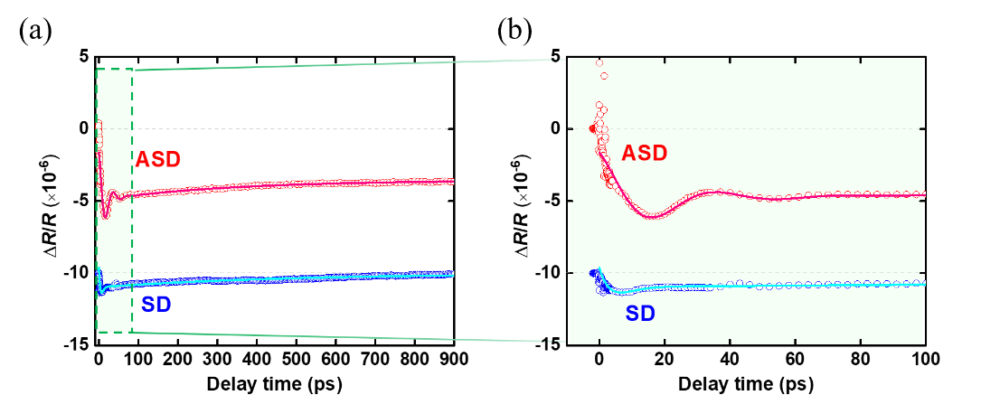 (a)
5
0
-5
-10
-15
ΔR/R (×10⁻⁶)
ASD
SD
0 100 200 300 400 500 600 700 800 900
Delay time (ps)
(b)
5
0
-5
-10
-15
ΔR/R (×10⁻⁶)
ASD
SD
0 20 40 60 80 100
Delay time (ps)